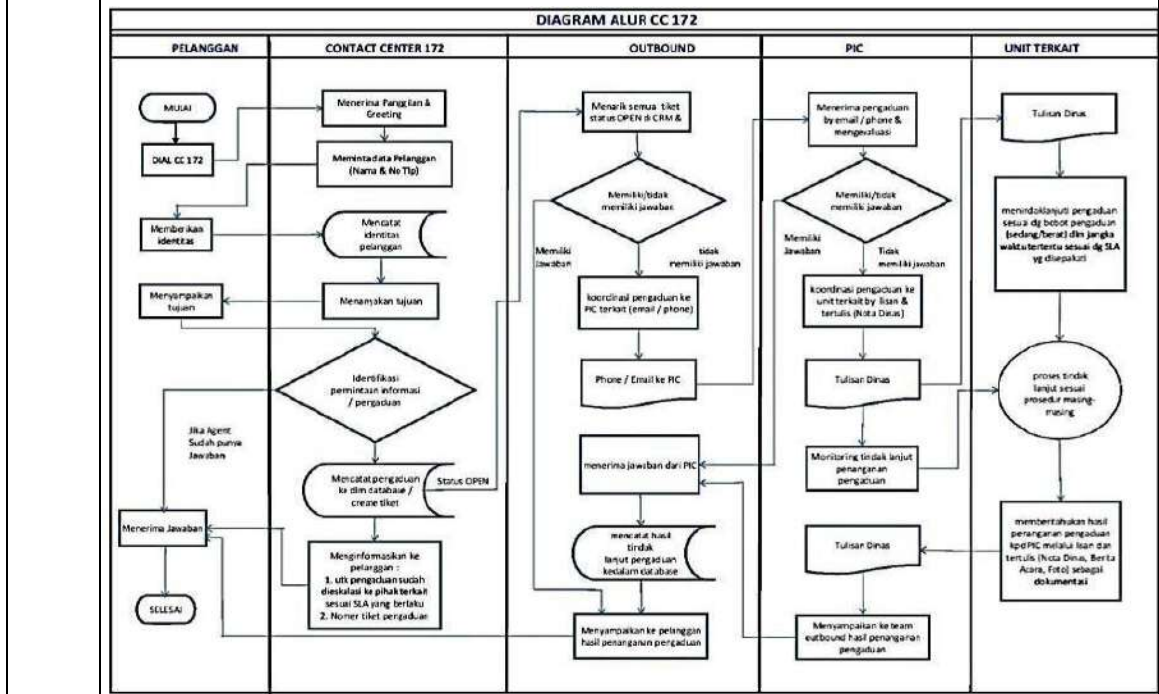 DIAGRAM ALUR CC 172
PELANGGAN
CONTACT CENTER 172
OUTBOUND
PIC
UNIT TERKAIT
MULAI
DIAL CC 172
Memberikan
identitas
Menyampaikan
tujuan
Jika Agent
Sudah punya
Jawaban
Menerima Jawaban
SELESAI
Menerima Panggilan &
Greeting
Meminta data Pelanggan
(Nama & No Tlp)
Mencatat
identitas
pelanggan
Menanyakan tujuan
Identifikasi
permintaan informasi
/ pengaduan
Mencatat pengaduan
ke dlm database /
create tiket
Status OPEN
Menginformasikan ke
pelanggan :
1. utk pengaduan sudah
dieskalasi ke pihak terkait
sesuai SLA yang berlaku
2. Nomer tiket pengaduan
Menarik semua tiket
status OPEN di CRM &
Memiliki/tidak
memiliki jawaban
Memiliki
Jawaban
tidak
memiliki jawaban
koordinasi pengaduan ke
PIC terkait (email / phone)
Phone / Email ke PIC
menerima jawaban dari PIC
mencatat hasil
tindak
lanjut pengaduan
kedalam database
Menyampaikan ke pelanggan
hasil penanganan pengaduan
Menerima pengaduan
by email / phone &
mengevaluasi
Memiliki/tidak
memiliki jawaban
Memiliki
Jawaban
Tidak
memiliki jawaban
koordinasi pengaduan ke
unit terkait by lisan &
tertulis (Nota Dinas)
Tulisan Dinas
Monitoring tindak lanjut
penanganan
pengaduan
Tulisan Dinas
Menyampaikan ke team
outbound hasil penanganan
pengaduan
Tulisan Dinas
menindaklanjuti pengaduan
sesuai dg bobot pengaduan
(sedang/berat) dlm jangka
waktu tertentu sesuai dg SLA
yg disepakati
proses tindak
lanjut sesuai
prosedur masing-
masing
memberitahukan hasil
penanganan pengaduan
kpd PIC melalui lisan dan
tertulis (Nota Dinas, Berita
Acara, Foto) sebagai
dokumentasi